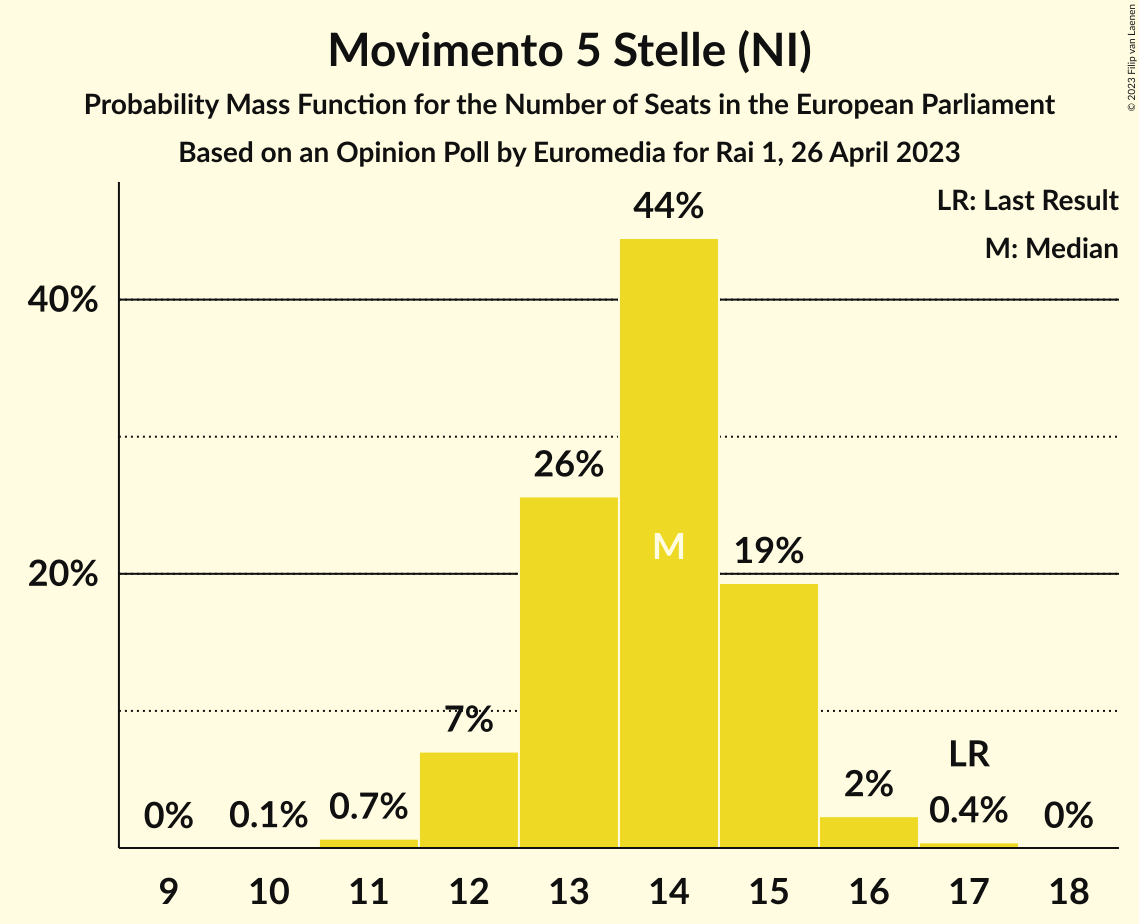 Movimento 5 Stelle (NI)
Probability Mass Function for the Number of Seats in the European Parliament
Based on an Opinion Poll by Euromedia for Rai 1, 26 April 2023
© 2023 Filip van Laenen
LR: Last Result
M: Median
40%
20%
0%
0.1%
0.7%
7%
26%
44%
M
19%
2%
LR
0.4%
0%
9 10 11 12 13 14 15 16 17 18